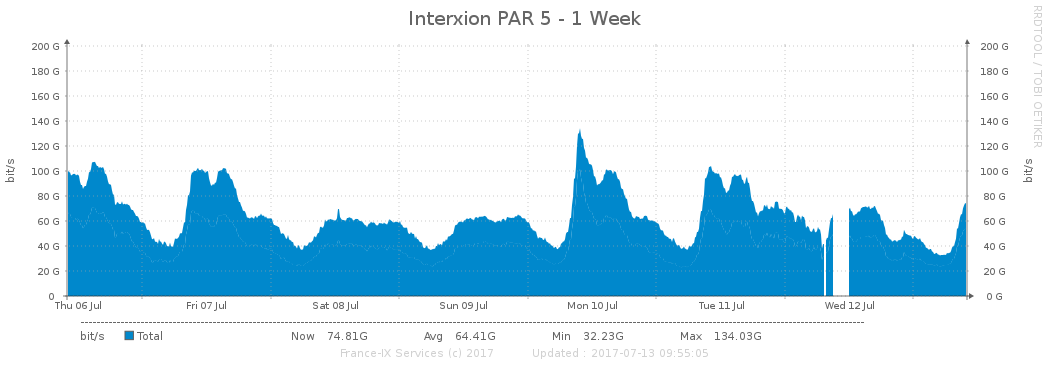 Interxion PAR 5 - 1 Week
RRDTOOL / TOBI OETIKER
200 G 200 G
180 G 180 G
160 G 160 G
140 G 140 G
120 G 120 G
100 G 100 G
80 G 80 G
60 G 60 G
40 G 40 G
20 G 20 G
0 0 G
bit/s
bit/s
Thu 06 Jul Fri 07 Jul Sat 08 Jul Sun 09 Jul Mon 10 Jul Tue 11 Jul Wed 12 Jul
bit/s Total Now 74.81G Avg 64.41G Min 32.23G Max 134.03G
France-IX Services (c) 2017 Updated : 2017-07-13 09:55:05